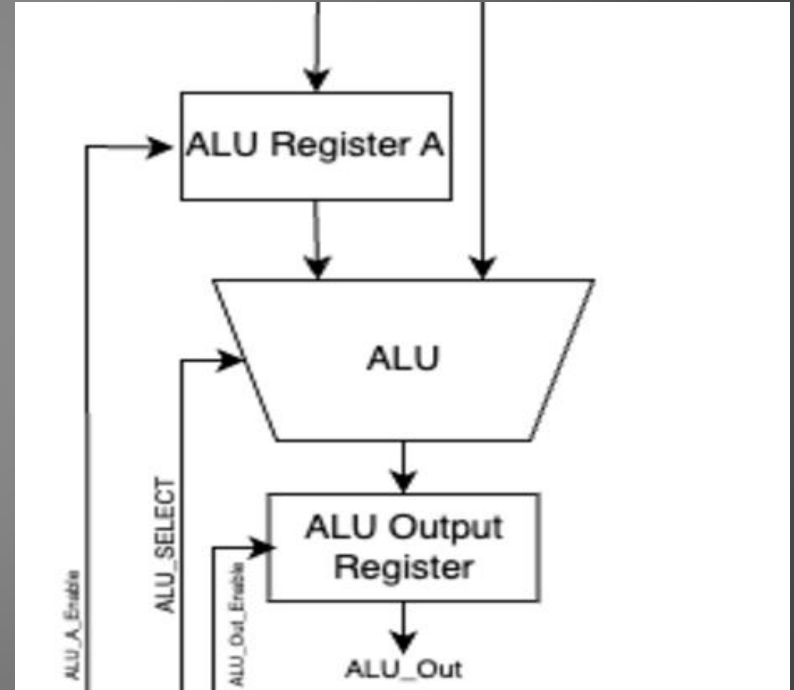 ALU Register A
ALU
ALU Output
Register
ALU_Out
ALU_A_Enable
ALU_SELECT
ALU_Out_Enable